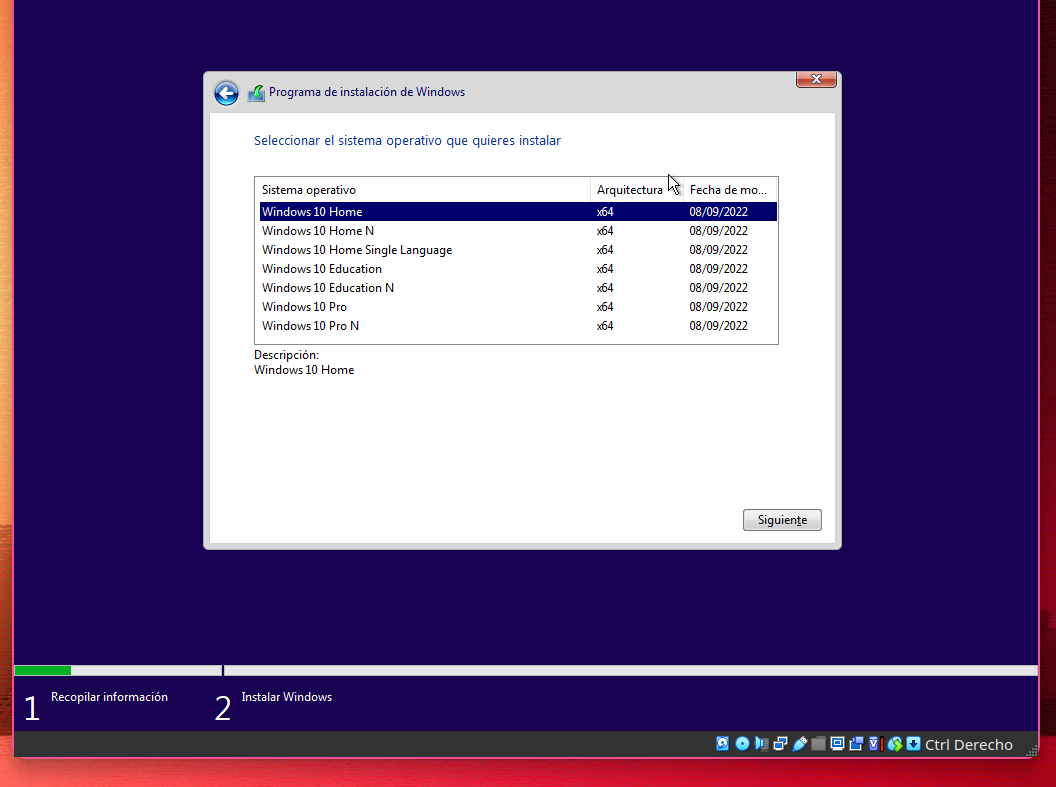 Programa de instalación de Windows
Seleccionar el sistema operativo que quieres instalar
Sistema operativo Arquitectura Fecha de mo...
Windows 10 Home x64 08/09/2022
Windows 10 Home N x64 08/09/2022
Windows 10 Home Single Language x64 08/09/2022
Windows 10 Education x64 08/09/2022
Windows 10 Education N x64 08/09/2022
Windows 10 Pro x64 08/09/2022
Windows 10 Pro N x64 08/09/2022
Descripción:
Windows 10 Home
Siguiente
1 Recopilar información 2 Instalar Windows
Ctrl Derecho